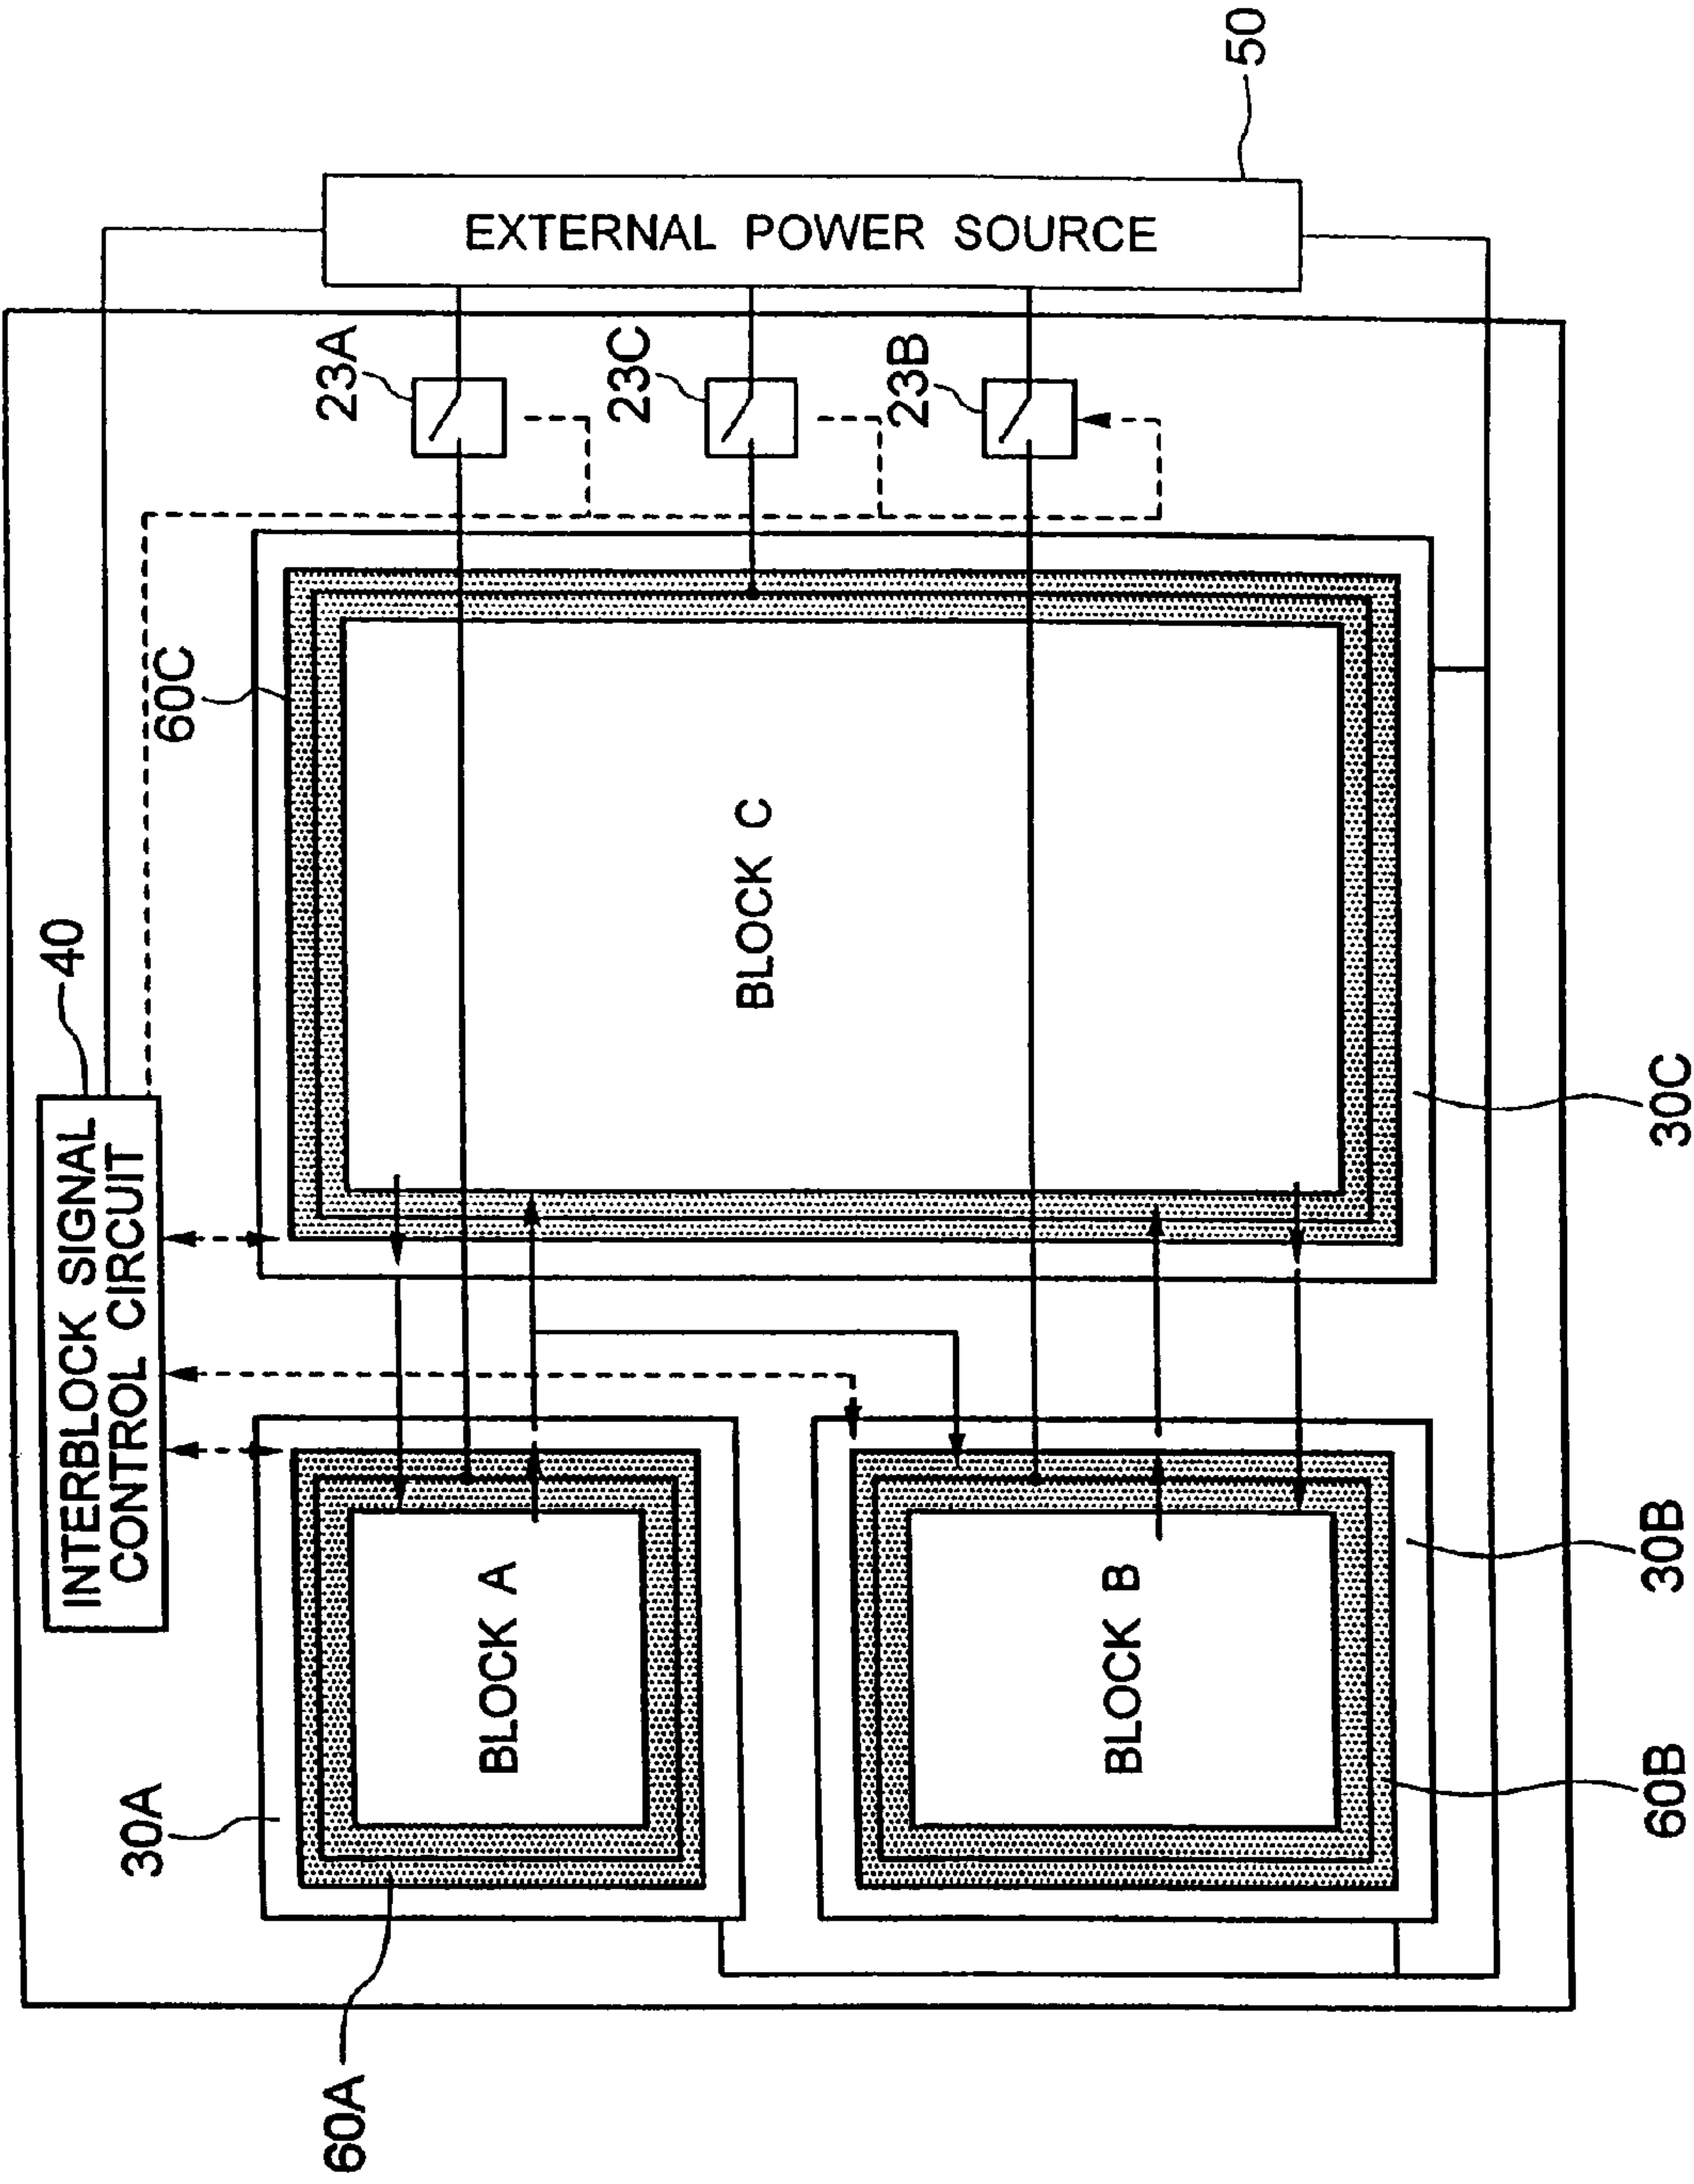 INTERBLOCK SIGNAL
CONTROL CIRCUIT
40
50
EXTERNAL POWER SOURCE
23A
23C
23B
60C
BLOCK C
30C
30A
BLOCK A
60A
BLOCK B
30B
60B